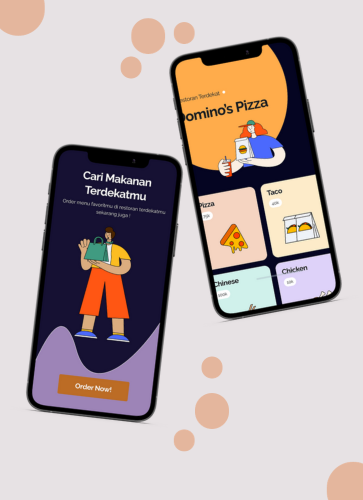 Cari Makanan
Terdekatmu
Order menu favoritmu di restoran terdekatmu
sekarang juga !
Order Now!
estoran Terdekat
Domino's Pizza
Pizza
Taco
Chinese
Chicken